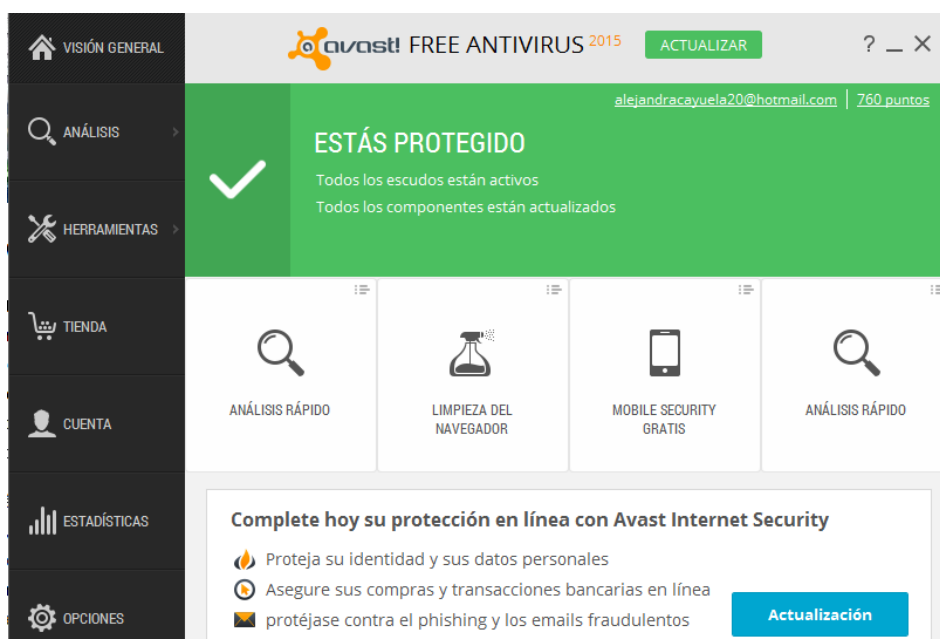 VISIÓN GENERAL
avast! FREE ANTIVIRUS 2015
ACTUALIZAR
?
alejandracayuela20@hotmail.com | 760 puntos
ANÁLISIS
ESTÁS PROTEGIDO
Todos los escudos están activos
Todos los componentes están actualizados
HERRAMIENTAS
TIENDA
CUENTA
ESTADÍSTICAS
OPCIONES
ANÁLISIS RÁPIDO
LIMPIEZA DEL
NAVEGADOR
MOBILE SECURITY
GRATIS
ANÁLISIS RÁPIDO
Complete hoy su protección en línea con Avast Internet Security
Proteja su identidad y sus datos personales
Asegure sus compras y transacciones bancarias en línea
protéjase contra el phishing y los emails fraudulentos
Actualización